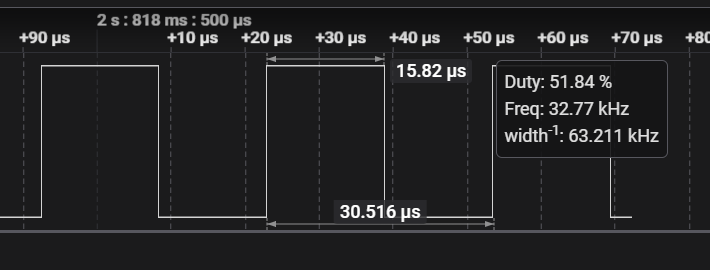 2 s : 818 ms : 500 µs
+90 µs +10 µs +20 µs +30 µs +40 µs +50 µs +60 µs +70 µs +80
15.82 µs
Duty: 51.84 %
Freq: 32.77 kHz
width⁻¹: 63.211 kHz
30.516 µs